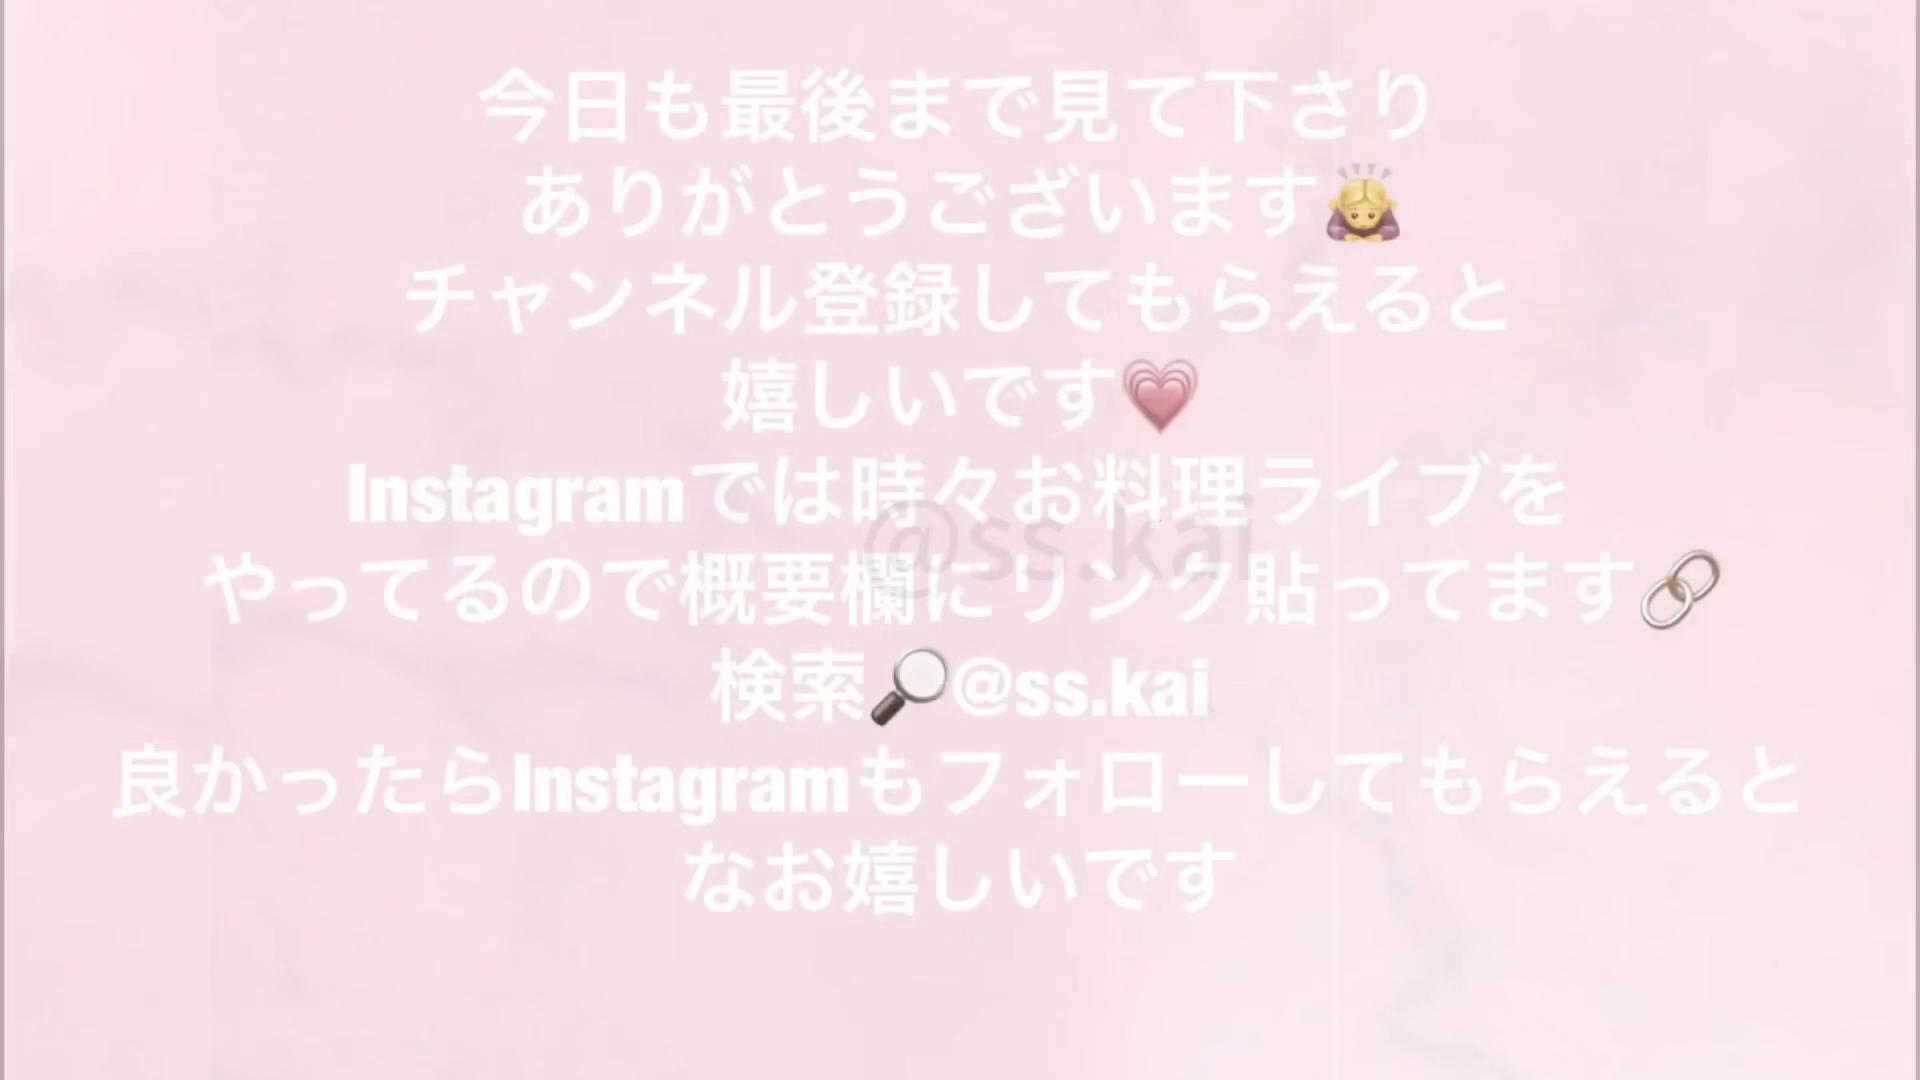 今日も最後まで見て下さり
ありがとうございます🙇‍♀️
チャンネル登録してもらえると
嬉しいです💗
Instagramでは時々お料理ライブを
やってるので概要欄にリンク貼ってます🔗
検索🔍@ss.kai
良かったらInstagramもフォローしてもらえると
なお嬉しいです
@ss.kai